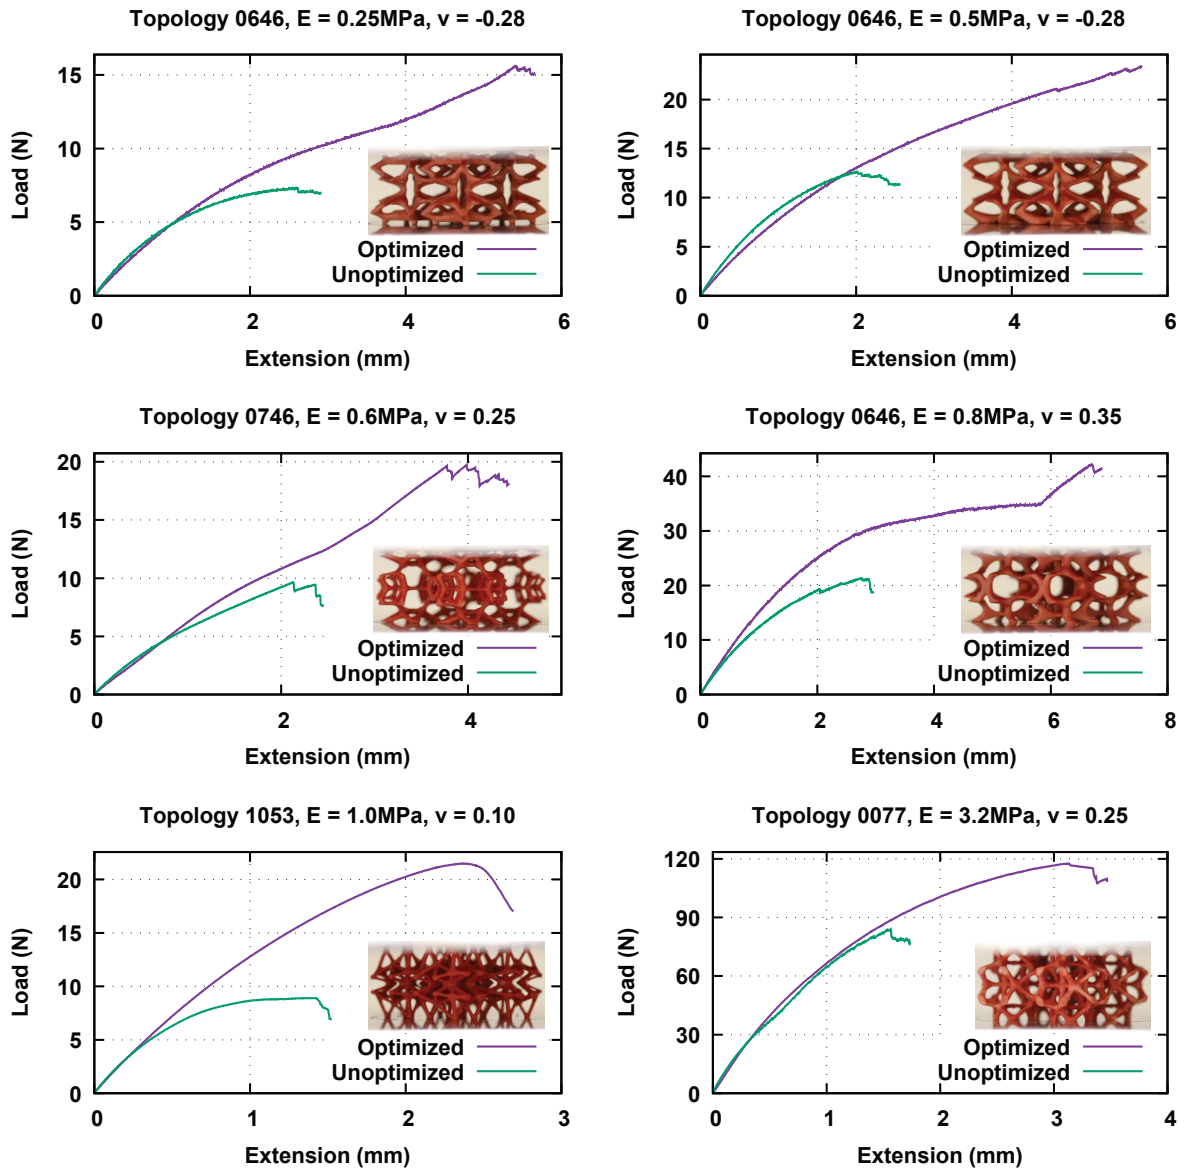 Topology 0646, E = 0.25MPa, v = -0.28
Load (N)
15
10
5
0
0 2 4 6
Extension (mm)
Optimized
Unoptimized
Topology 0646, E = 0.5MPa, v = -0.28
Load (N)
20
15
10
5
0
0 2 4 6
Extension (mm)
Optimized
Unoptimized
Topology 0746, E = 0.6MPa, v = 0.25
Load (N)
20
15
10
5
0
0 2 4
Extension (mm)
Optimized
Unoptimized
Topology 0646, E = 0.8MPa, v = 0.35
Load (N)
40
30
20
10
0
0 2 4 6 8
Extension (mm)
Optimized
Unoptimized
Topology 1053, E = 1.0MPa, v = 0.10
Load (N)
20
15
10
5
0
0 1 2 3
Extension (mm)
Optimized
Unoptimized
Topology 0077, E = 3.2MPa, v = 0.25
Load (N)
120
90
60
30
0
0 1 2 3 4
Extension (mm)
Optimized
Unoptimized